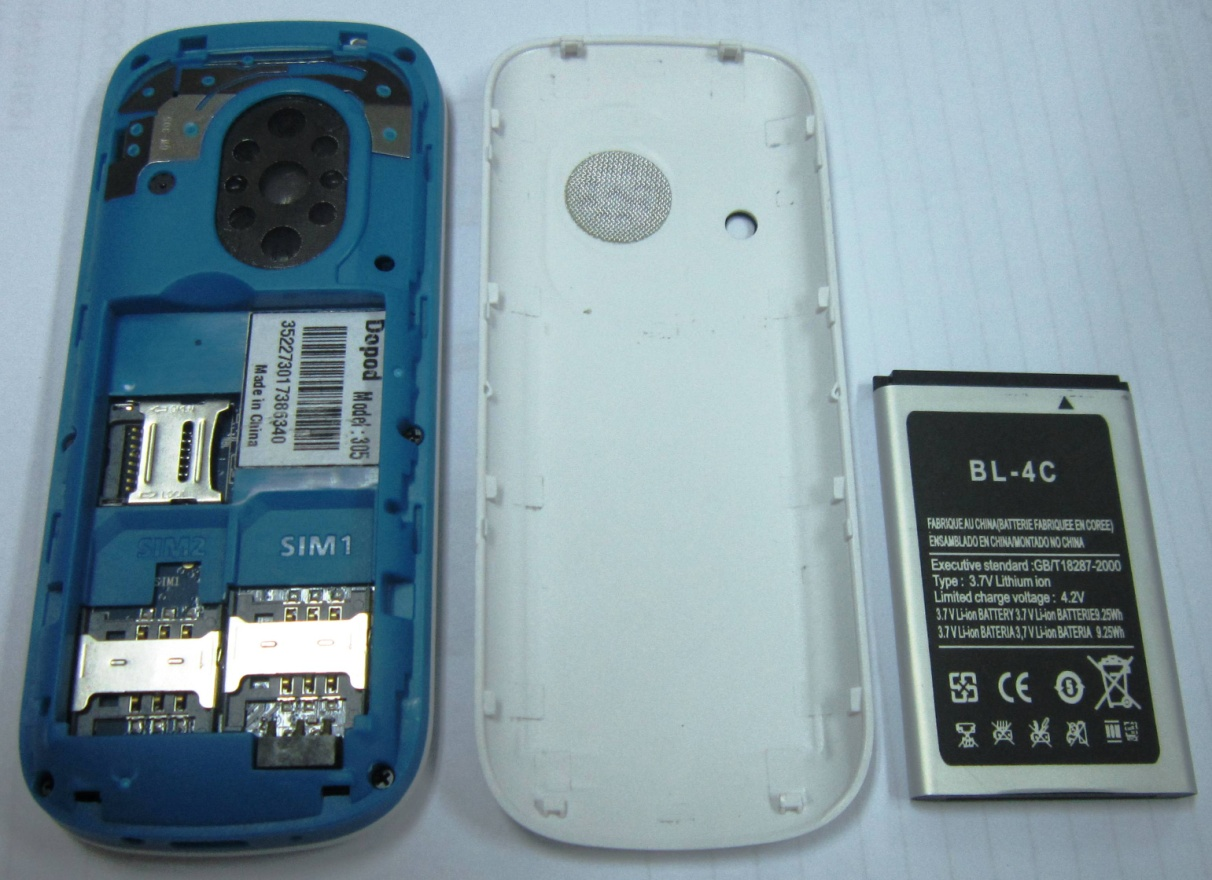 Dopod Model : 305
352273017386340
Made in China
SIM2
SIM1
BL-4C
FABRIQUE AU CHINA(BATTERIE FABRIQUEE EN COREE)
ENSAMBLADO EN CHINA/MONTADO NO CHINA
Executive standard :GB/T18287-2000
Type : 3.7V Lithium ion
Limited charge voltage : 4.2V
3.7 V Li-ion BATTERY 3.7 V Li-ion BATTERIE9.25Wh
3.7 V Li-ion BATERIA3,7V Li-ion BATERIA 9.25Wh
CE